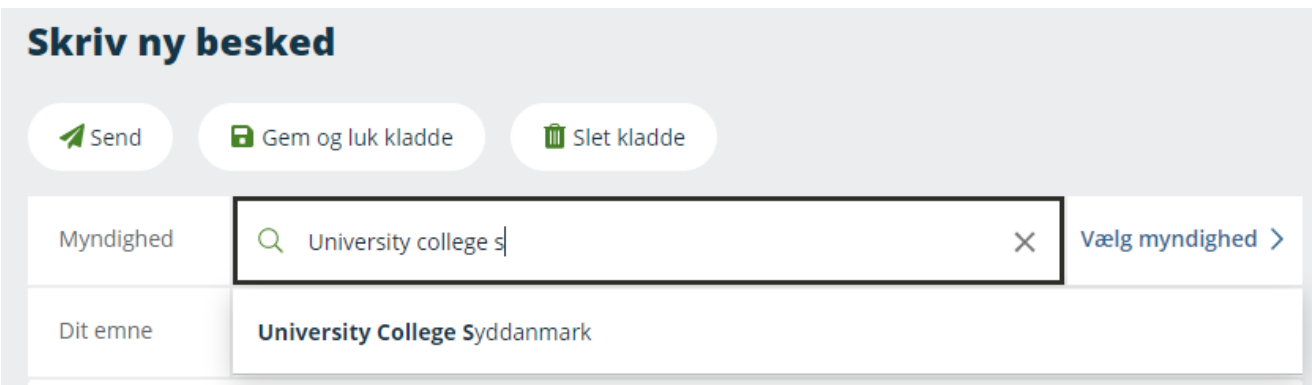 Skriv ny besked
Send Gem og luk kladde Slet kladde
Myndighed University college s Vælg myndighed
Dit emne University College Syddanmark